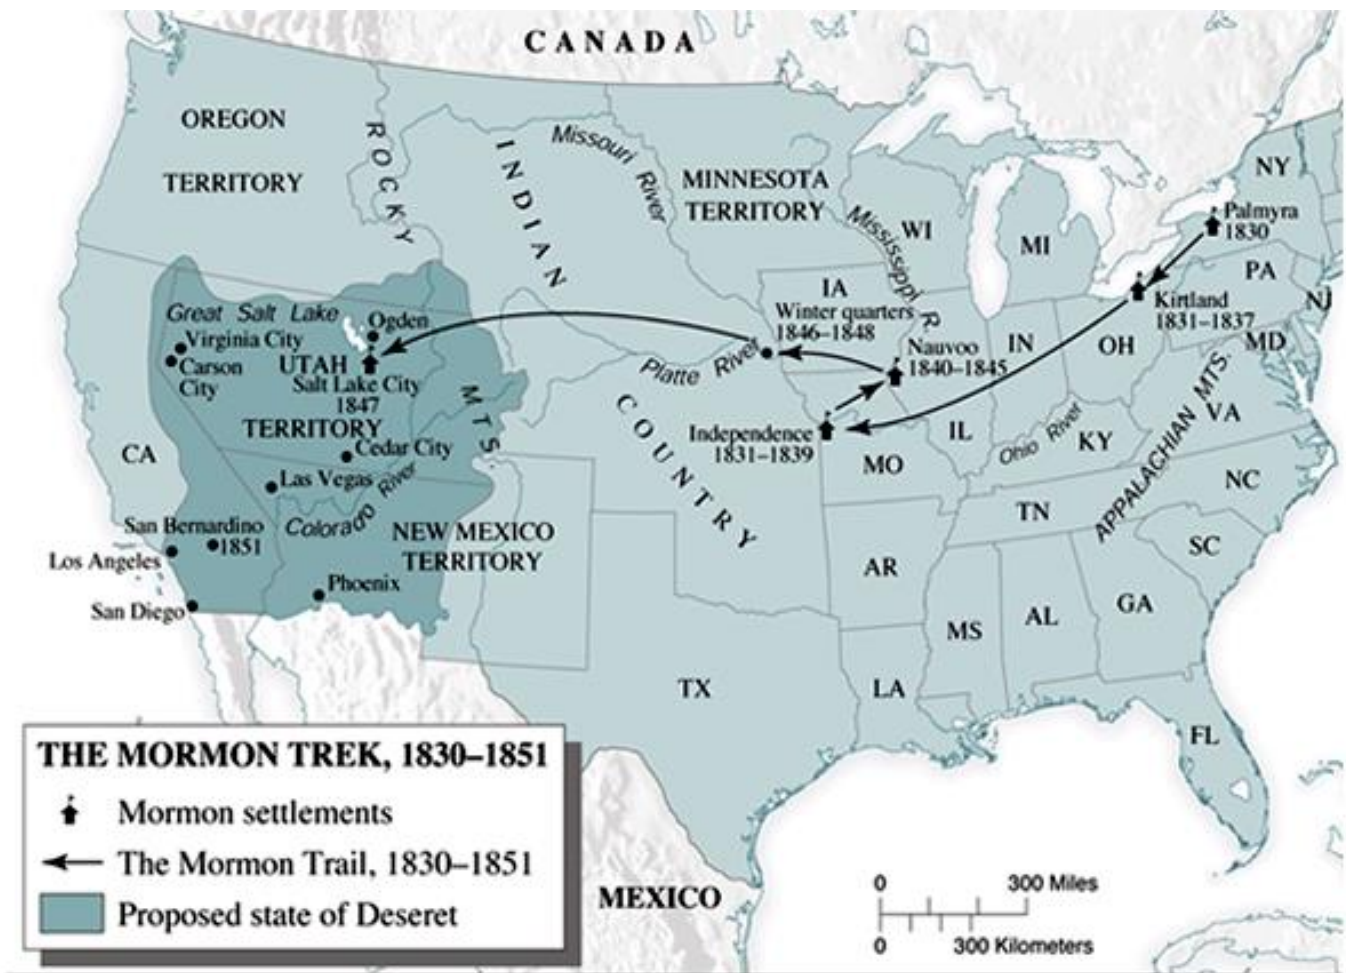 CANADA
OREGON
TERRITORY
ROCKY
MTS.
INDIAN
COUNTRY
Missouri
River
MINNESOTA
TERRITORY
Mississippi R.
WI
MI
NY
Palmyra
1830
PA
NJ
Kirtland
1831–1837
MD
OH
IN
IA
Winter quarters
1846–1848
Nauvoo
1840–1845
Platte River
Great Salt Lake
Ogden
Virginia City
Carson
City
UTAH
Salt Lake City
1847
TERRITORY
Cedar City
Las Vegas
Colorado River
CA
San Bernardino
1851
Los Angeles
San Diego
Phoenix
NEW MEXICO
TERRITORY
Independence
1831–1839
MO
IL
Ohio River
KY
APPALACHIAN MTS.
VA
NC
TN
SC
AR
MS
AL
GA
TX
LA
FL
MEXICO
THE MORMON TREK, 1830–1851
Mormon settlements
The Mormon Trail, 1830–1851
Proposed state of Deseret
0 300 Miles
0 300 Kilometers